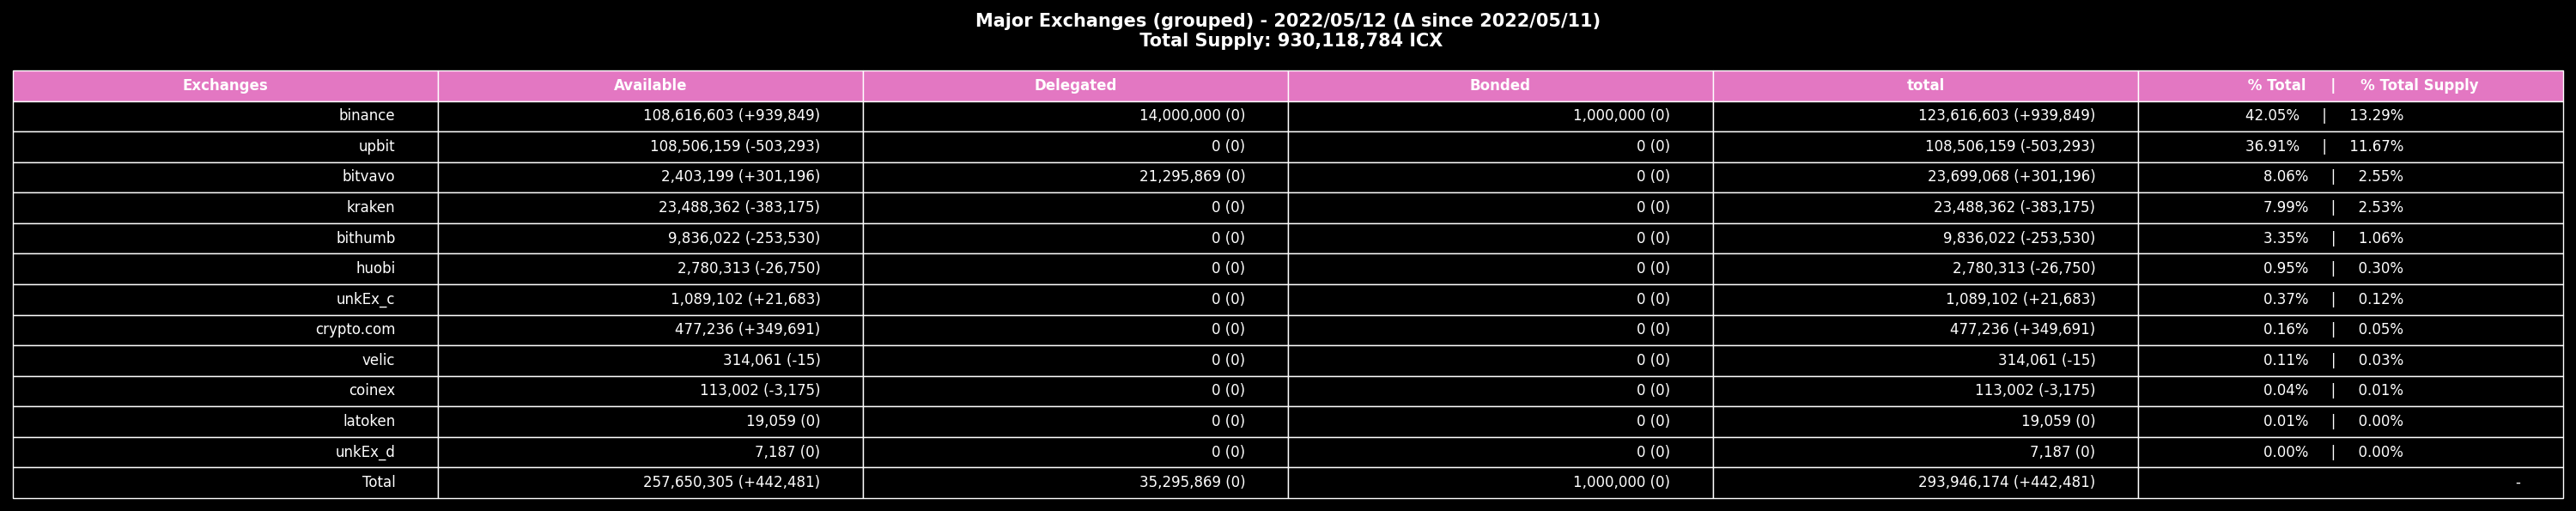 Major Exchanges (grouped) - 2022/05/12 (Δ since 2022/05/11)
Total Supply: 930,118,784 ICX
Exchanges Available Delegated Bonded total % Total | % Total Supply
binance 108,616,603 (+939,849) 14,000,000 (0) 1,000,000 (0) 123,616,603 (+939,849) 42.05% | 13.29%
upbit 108,506,159 (-503,293) 0 (0) 0 (0) 108,506,159 (-503,293) 36.91% | 11.67%
bitvavo 2,403,199 (+301,196) 21,295,869 (0) 0 (0) 23,699,068 (+301,196) 8.06% | 2.55%
kraken 23,488,362 (-383,175) 0 (0) 0 (0) 23,488,362 (-383,175) 7.99% | 2.53%
bithumb 9,836,022 (-253,530) 0 (0) 0 (0) 9,836,022 (-253,530) 3.35% | 1.06%
huobi 2,780,313 (-26,750) 0 (0) 0 (0) 2,780,313 (-26,750) 0.95% | 0.30%
unkEx_c 1,089,102 (+21,683) 0 (0) 0 (0) 1,089,102 (+21,683) 0.37% | 0.12%
crypto.com 477,236 (+349,691) 0 (0) 0 (0) 477,236 (+349,691) 0.16% | 0.05%
velic 314,061 (-15) 0 (0) 0 (0) 314,061 (-15) 0.11% | 0.03%
coinex 113,002 (-3,175) 0 (0) 0 (0) 113,002 (-3,175) 0.04% | 0.01%
latoken 19,059 (0) 0 (0) 0 (0) 19,059 (0) 0.01% | 0.00%
unkEx_d 7,187 (0) 0 (0) 0 (0) 7,187 (0) 0.00% | 0.00%
Total 257,650,305 (+442,481) 35,295,869 (0) 1,000,000 (0) 293,946,174 (+442,481) -